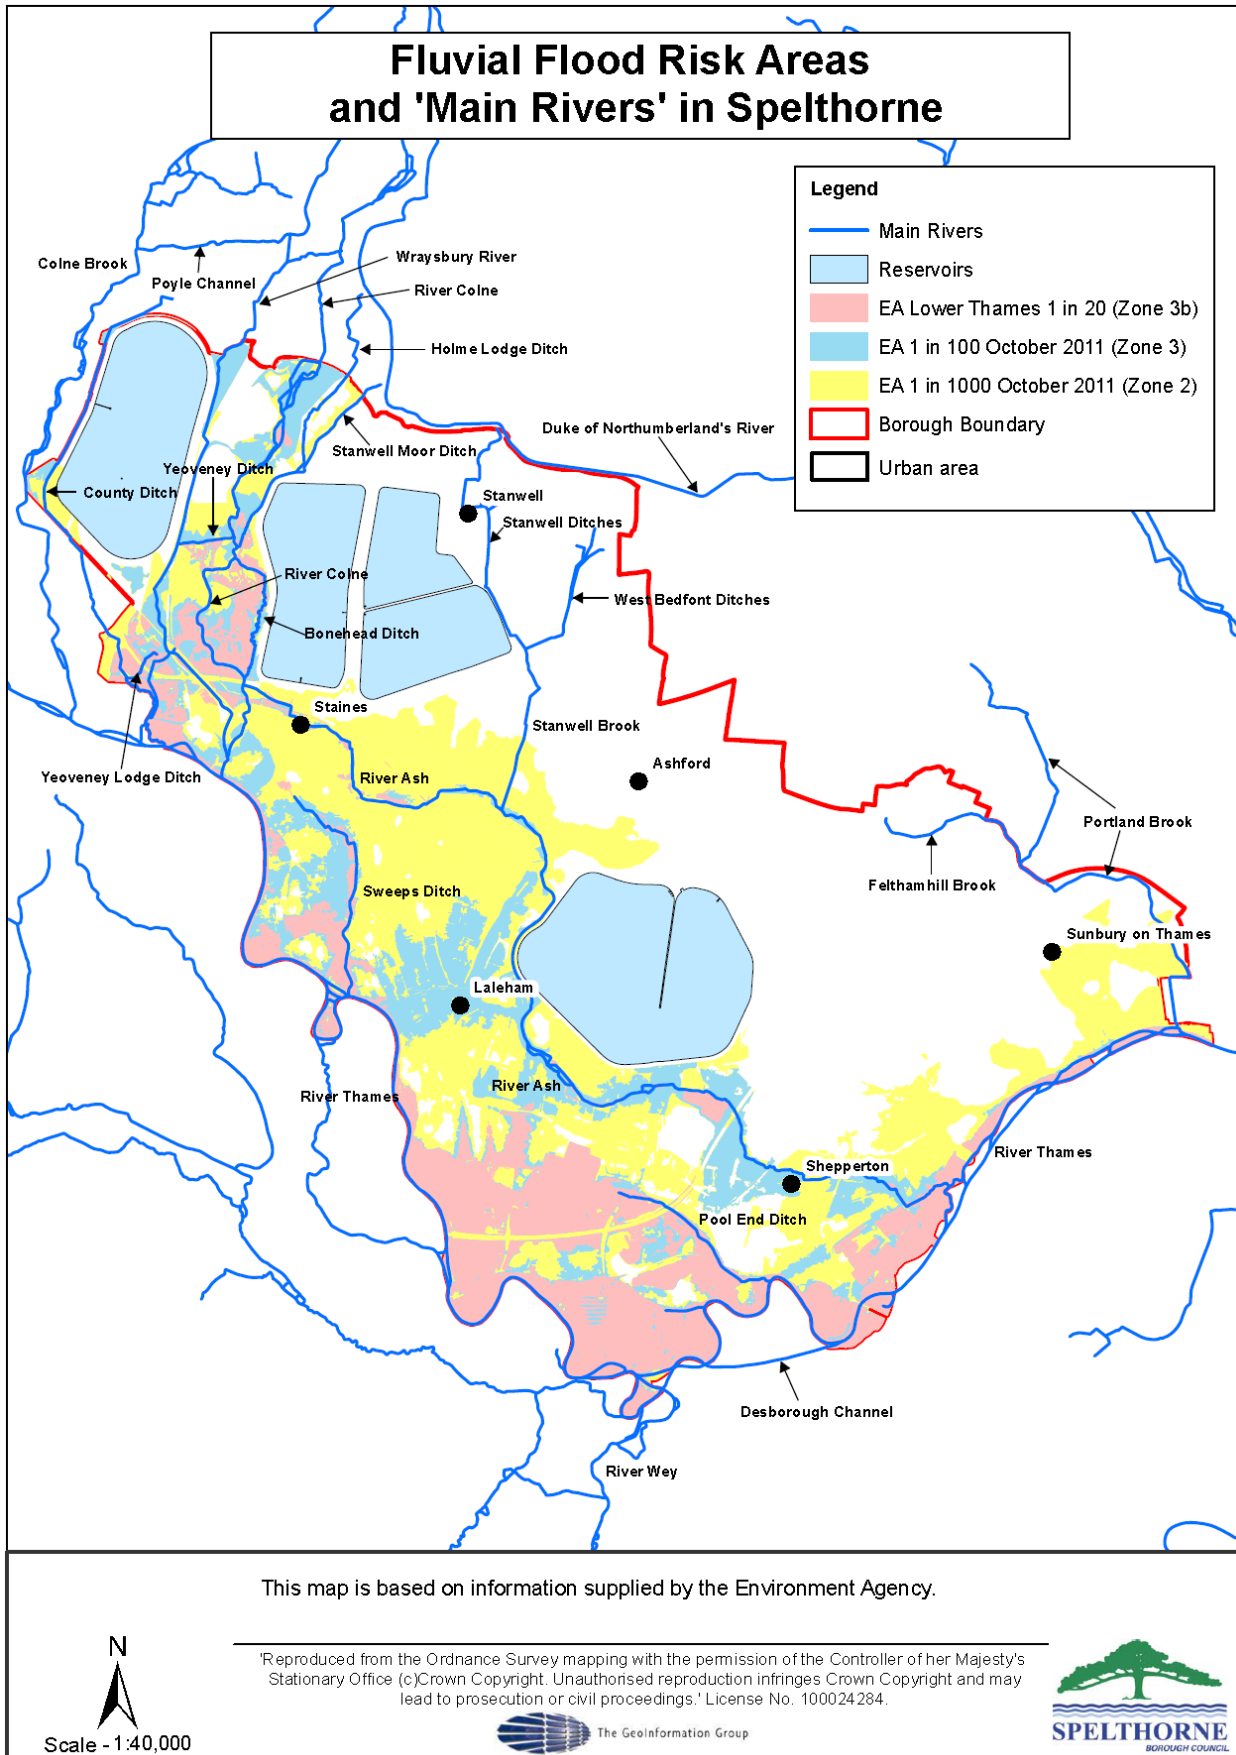 Fluvial Flood Risk Areas
and 'Main Rivers' in Spelthorne
Legend
Main Rivers
Reservoirs
EA Lower Thames 1 in 20 (Zone 3b)
EA 1 in 100 October 2011 (Zone 3)
EA 1 in 1000 October 2011 (Zone 2)
Borough Boundary
Urban area
Colne Brook
Poyle Channel
Wraysbury River
River Colne
Holme Lodge Ditch
Stanwell Moor Ditch
Duke of Northumberland's River
Yeoveney Ditch
County Ditch
Stanwell
Stanwell Ditches
River Colne
West Bedfont Ditches
Bonehead Ditch
Staines
Stanwell Brook
Ashford
Yeoveney Lodge Ditch
River Ash
Portland Brook
Felthamhill Brook
Sweeps Ditch
Sunbury on Thames
Laleham
River Ash
River Thames
River Thames
Shepperton
Pool End Ditch
Desborough Channel
River Wey
This map is based on information supplied by the Environment Agency.
N
Scale - 1:40,000
'Reproduced from the Ordnance Survey mapping with the permission of the Controller of her Majesty's
Stationary Office (c)Crown Copyright. Unauthorised reproduction infringes Crown Copyright and may
lead to prosecution or civil proceedings.' License No. 100024284.
The GeoInformation Group
SPELTHORNE
BOROUGH COUNCIL